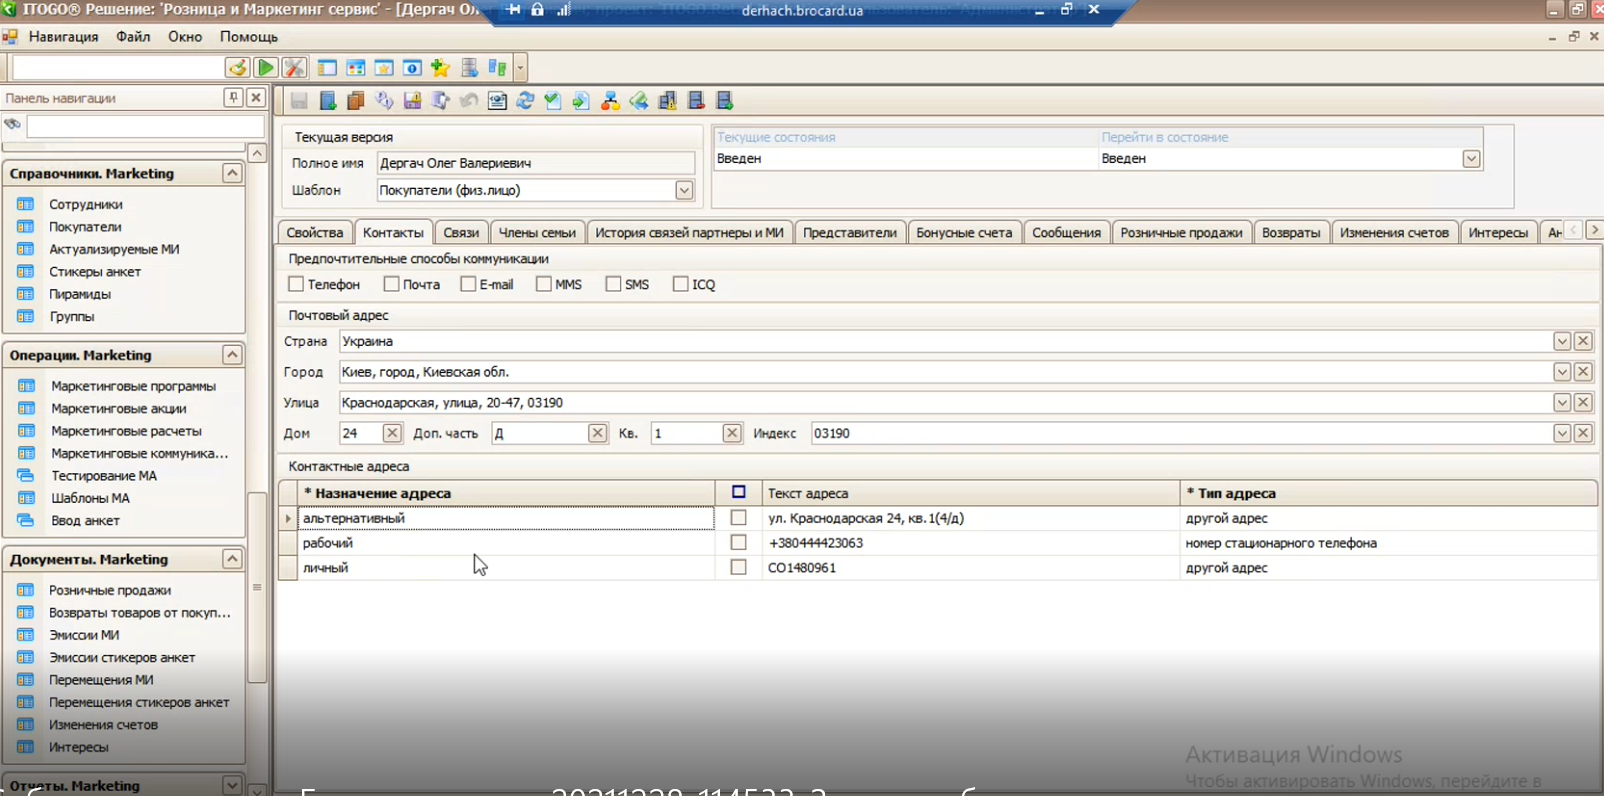 ITOGO® Решение: 'Розница и Маркетинг сервис' - [Дергач Оле
derhach.brocard.ua
Навигация Файл Окно Помощь
Панель навигации
Справочники. Marketing
Сотрудники
Покупатели
Актуализируемые МИ
Стикеры анкет
Пирамиды
Группы
Операции. Marketing
Маркетинговые программы
Маркетинговые акции
Маркетинговые расчеты
Маркетинговые коммуника...
Тестирование МА
Шаблоны МА
Ввод анкет
Документы. Marketing
Розничные продажи
Возвраты товаров от покуп...
Эмиссии МИ
Эмиссии стикеров анкет
Перемещения МИ
Перемещения стикеров анкет
Изменения счетов
Интересы
Отчеты. Marketing
Текущая версия
Полное имя Дергач Олег Валериевич
Шаблон Покупатели (физ.лицо)
Текущие состояния Перейти в состояние
Введен Введен
Свойства Контакты Связи Члены семьи История связей партнеры и МИ Представители Бонусные счета Сообщения Розничные продажи Возвраты Изменения счетов Интересы Ан
Предпочтительные способы коммуникации
Телефон Почта E-mail MMS SMS ICQ
Почтовый адрес
Страна Украина
Город Киев, город, Киевская обл.
Улица Краснодарская, улица, 20-47, 03190
Дом 24 Доп. часть Д Кв. 1 Индекс 03190
Контактные адреса
* Назначение адреса Текст адреса * Тип адреса
альтернативный ул. Краснодарская 24, кв.1(4/д) другой адрес
рабочий +380444423063 номер стационарного телефона
личный СО1480961 другой адрес
Активация Windows
Чтобы активировать Windows, перейдите в